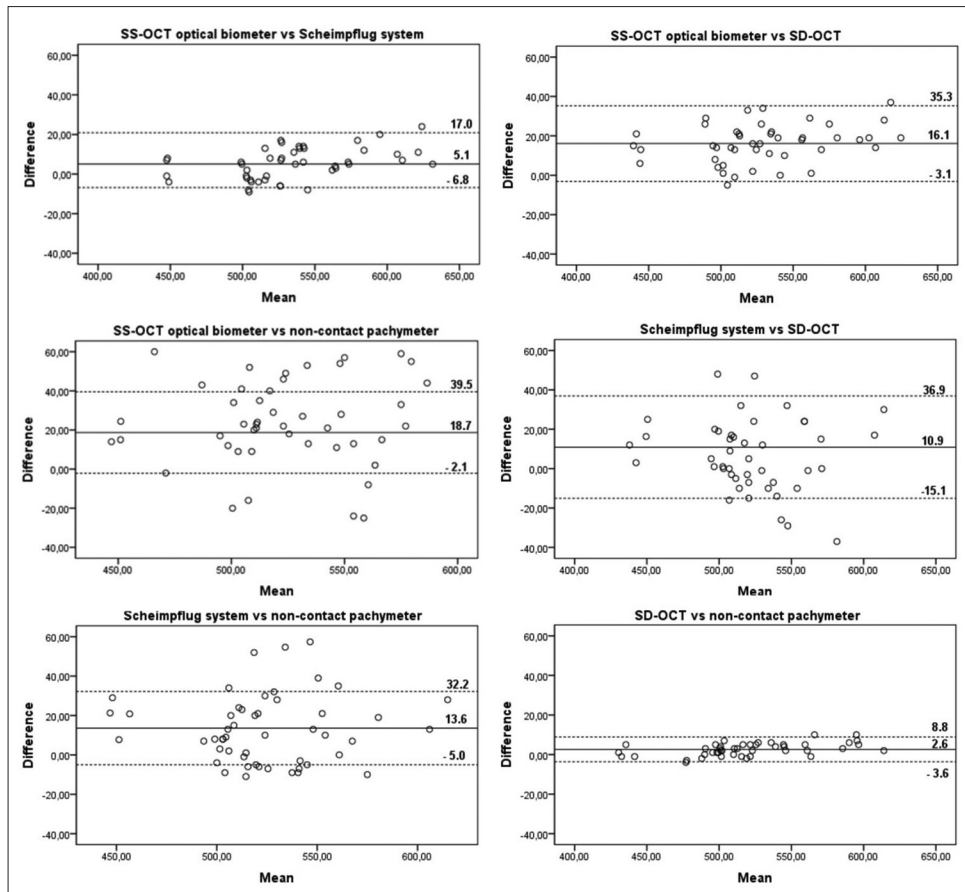 SS-OCT optical biometer vs Scheimpflug system
60,00
40,00
20,00
0,00
-20,00
-40,00
Difference
17.0
5.1
- 6.8
400,00 450,00 500,00 550,00 600,00 650,00
Mean
SS-OCT optical biometer vs SD-OCT
60,00
40,00
20,00
0,00
-20,00
-40,00
Difference
35.3
16.1
- 3.1
400,00 450,00 500,00 550,00 600,00 650,00
Mean
SS-OCT optical biometer vs non-contact pachymeter
60,00
40,00
20,00
0,00
-20,00
-40,00
Difference
39.5
18.7
- 2.1
450,00 500,00 550,00 600,00
Mean
Scheimpflug system vs SD-OCT
60,00
40,00
20,00
0,00
-20,00
-40,00
Difference
36.9
10.9
-15.1
400,00 450,00 500,00 550,00 600,00 650,00
Mean
Scheimpflug system vs non-contact pachymeter
60,00
40,00
20,00
0,00
-20,00
-40,00
Difference
32.2
13.6
- 5.0
450,00 500,00 550,00 600,00
Mean
SD-OCT vs non-contact pachymeter
60,00
40,00
20,00
0,00
-20,00
-40,00
Difference
8.8
2.6
- 3.6
400,00 450,00 500,00 550,00 600,00 650,00
Mean